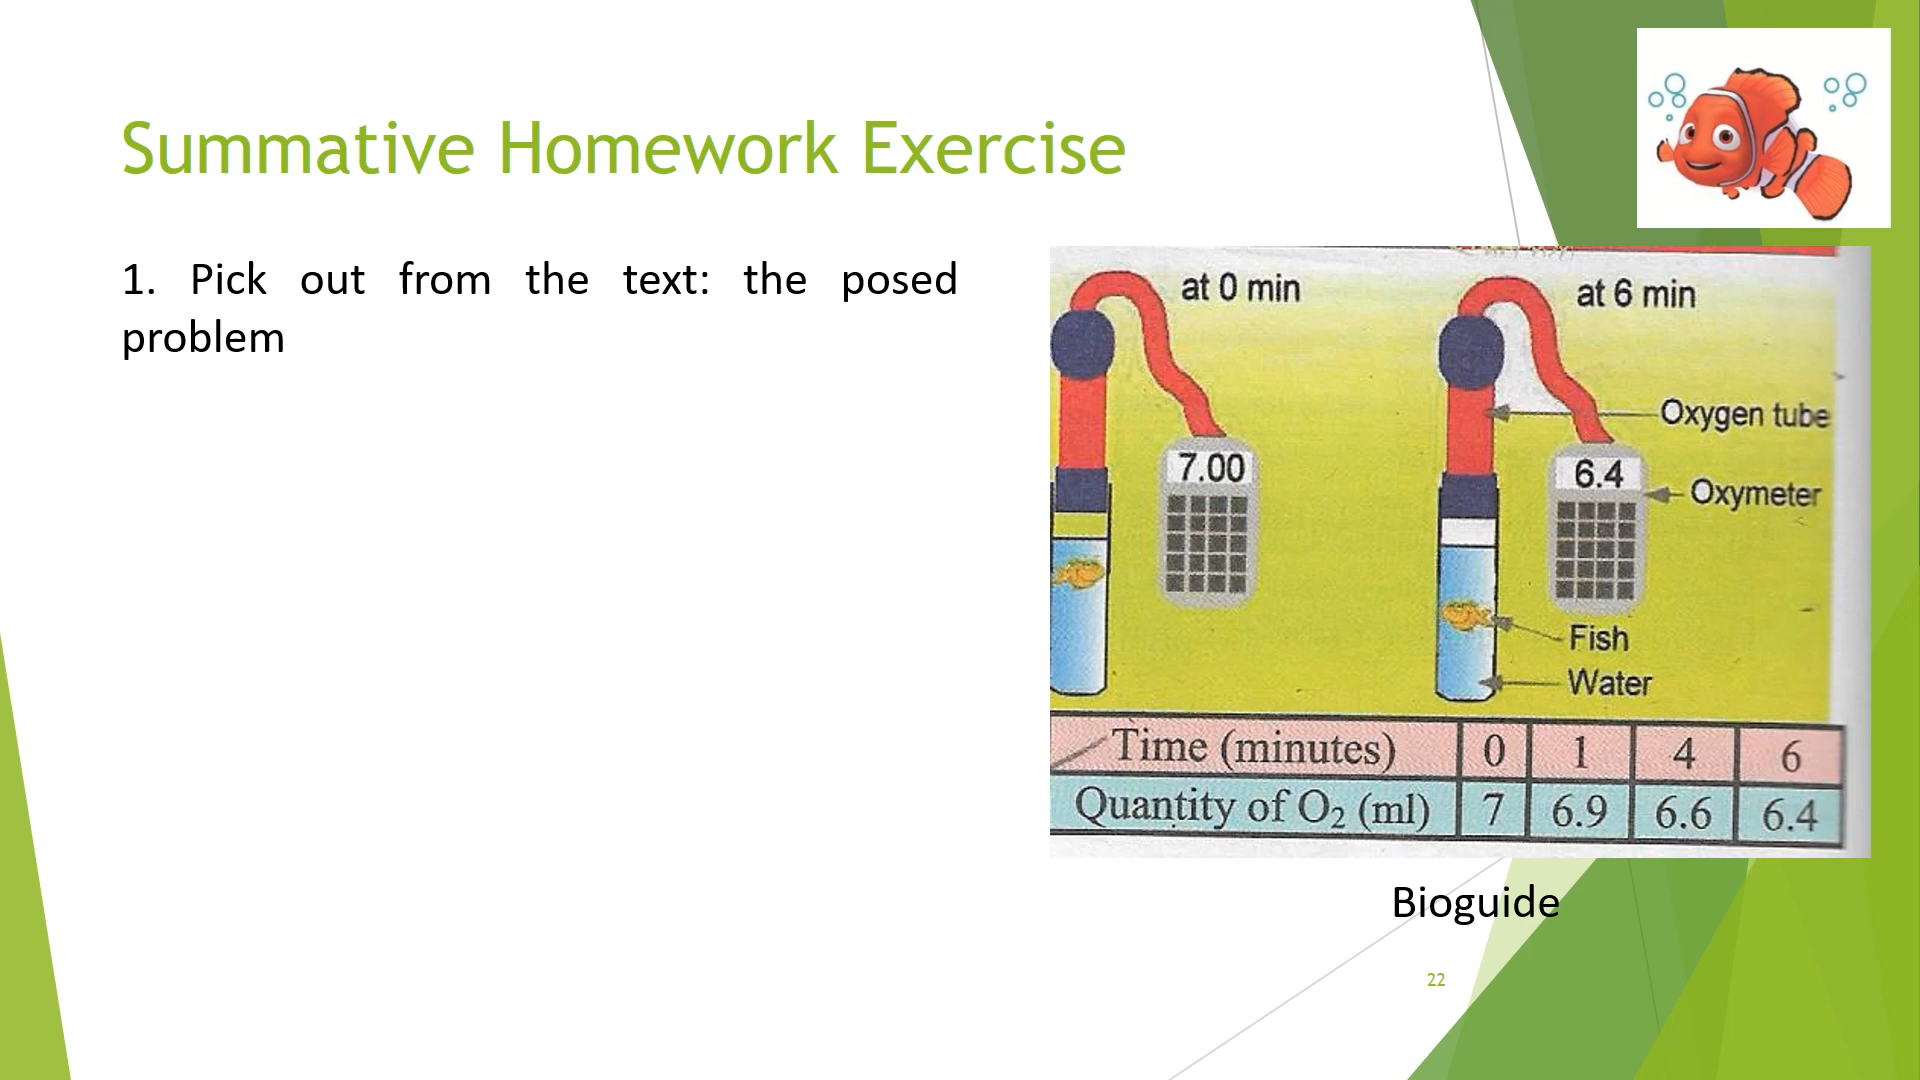 Summative Homework Exercise
1. Pick out from the text: the posed
problem
at 0 min
at 6 min
Oxygen tube
7.00
6.4
Oxymeter
Fish
Water
Time (minutes) 0 1 4 6
Quantity of O₂ (ml) 7 6.9 6.6 6.4
Bioguide
22